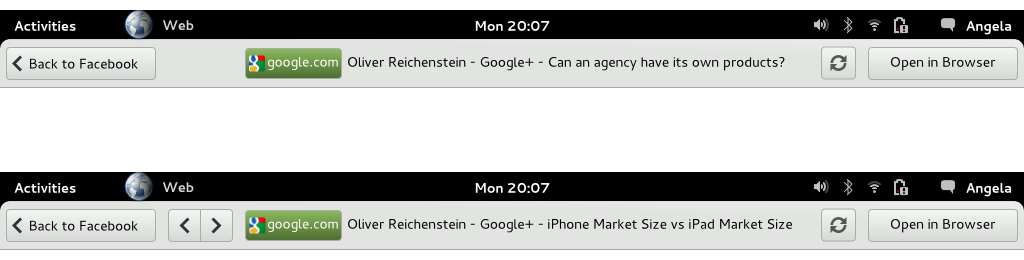 Activities Web Mon 20:07 Angela
Back to Facebook google.com Oliver Reichenstein - Google+ - Can an agency have its own products? Open in Browser
Activities Web Mon 20:07 Angela
Back to Facebook google.com Oliver Reichenstein - Google+ - iPhone Market Size vs iPad Market Size Open in Browser